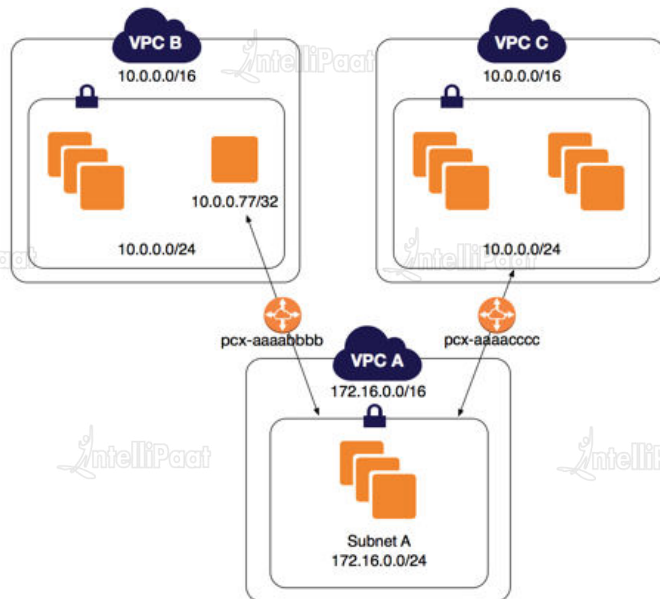 VPC B
10.0.0.0/16
10.0.0.77/32
10.0.0.0/24
VPC C
10.0.0.0/16
10.0.0.0/24
pcx-aaaabbbb
pcx-aaaacccc
VPC A
172.16.0.0/16
Subnet A
172.16.0.0/24
IntelliPaat
IntelliPaat
IntelliPaat